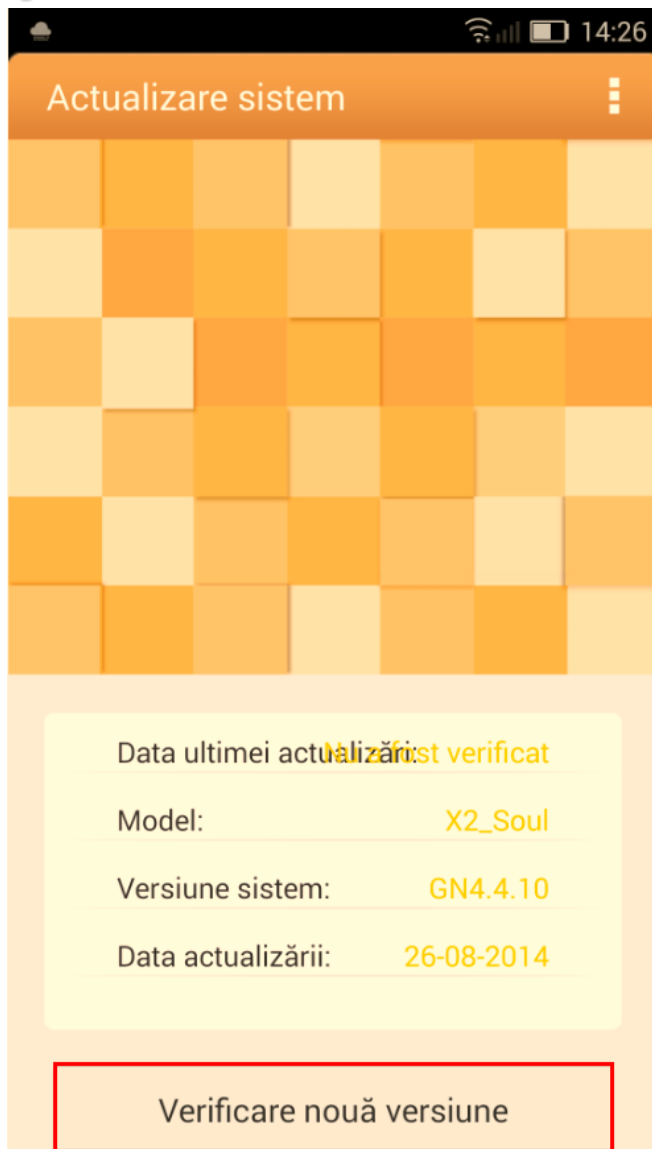 14:26
Actualizare sistem
Data ultimei actualizări: Nu a fost verificat
Model: X2_Soul
Versiune sistem: GN4.4.10
Data actualizării: 26-08-2014
Verificare nouă versiune